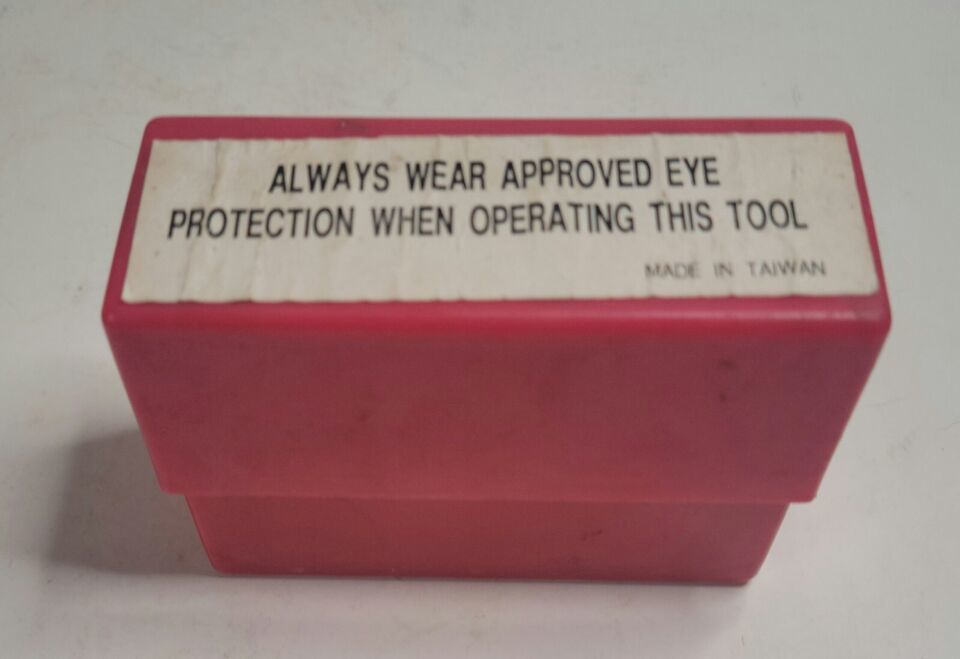 ALWAYS WEAR APPROVED EYE
PROTECTION WHEN OPERATING THIS TOOL
MADE IN TAIWAN